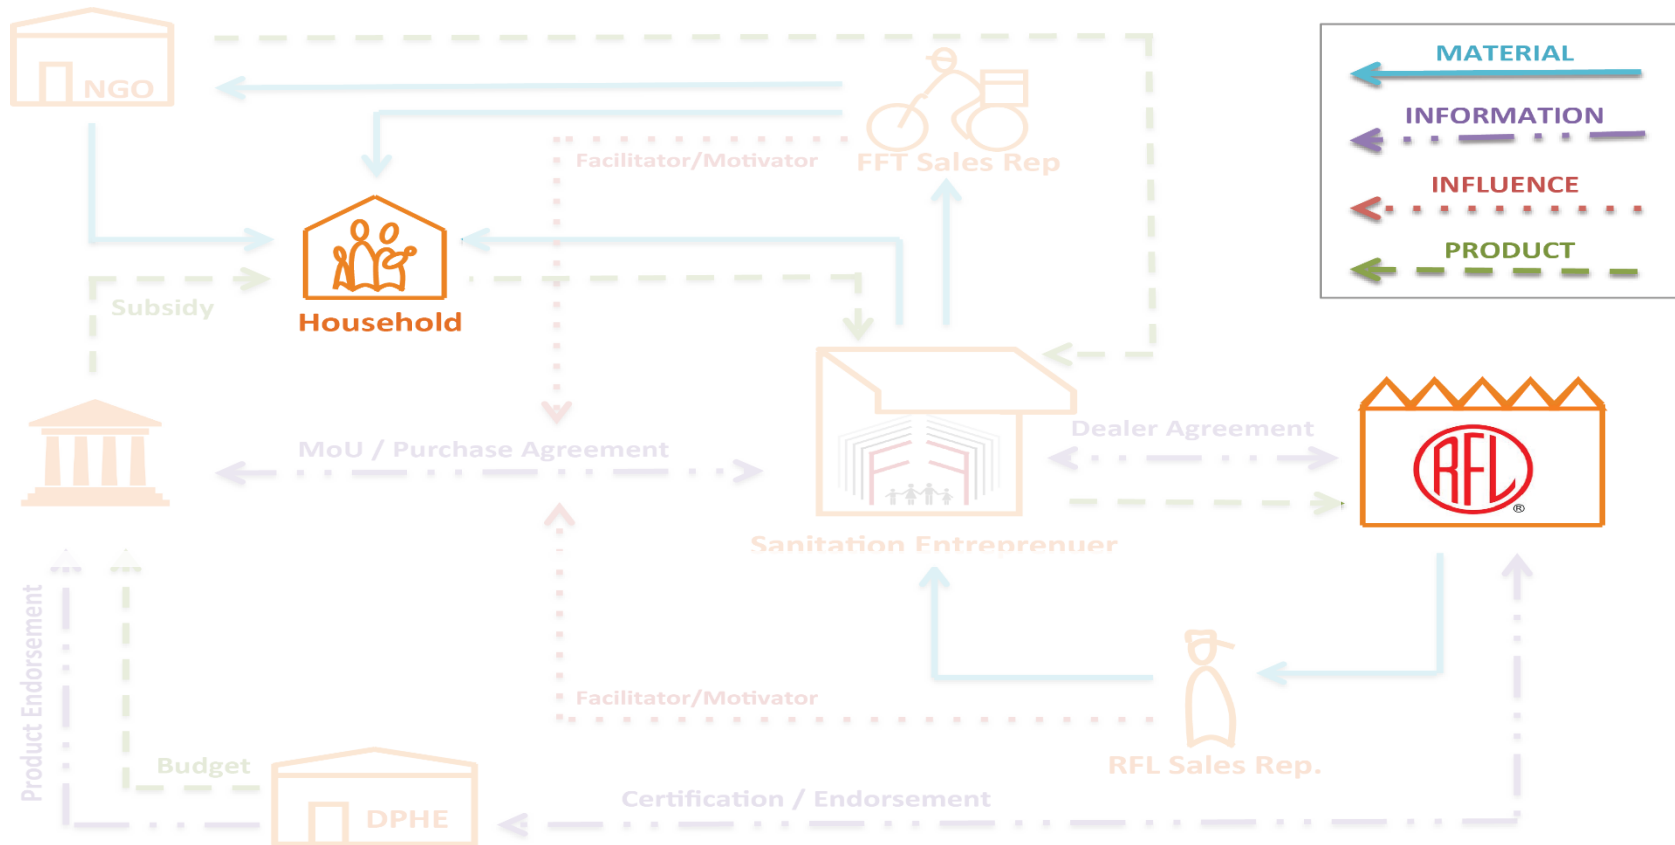 NGO
MATERIAL
INFORMATION
INFLUENCE
PRODUCT
Facilitator/Motivator
FFT Sales Rep
Subsidy
Household
MoU / Purchase Agreement
Dealer Agreement
RFL
®
Sanitation Entreprenuer
Product Endorsement
Facilitator/Motivator
Budget
RFL Sales Rep.
Certification / Endorsement
DPHE